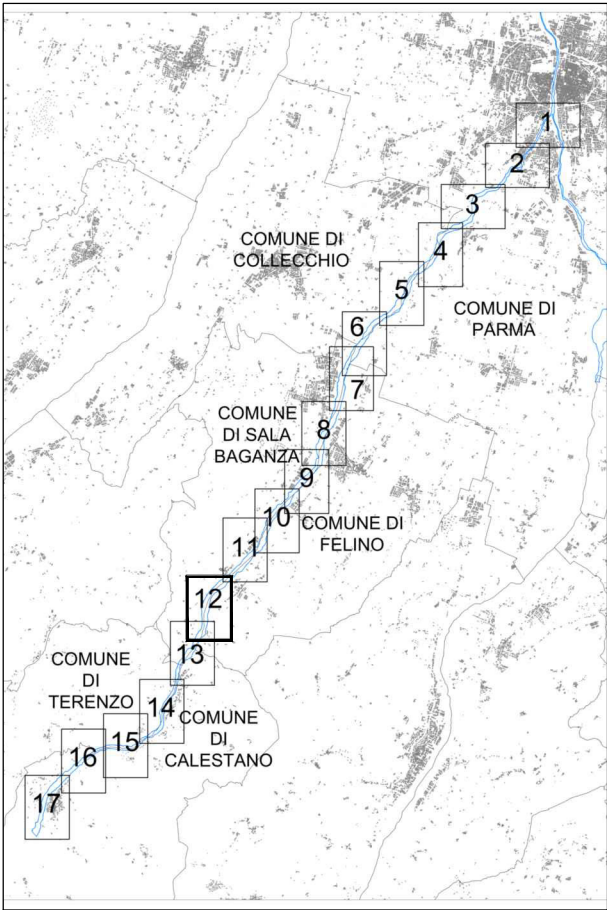 1
2
3
4
COMUNE DI
COLLECCHIO
5
COMUNE DI
PARMA
6
7
COMUNE
DI SALA
BAGANZA
8
9
10
COMUNE DI
FELINO
11
12
13
COMUNE
DI
TERENZO
14
COMUNE
DI
CALESTANO
15
16
17